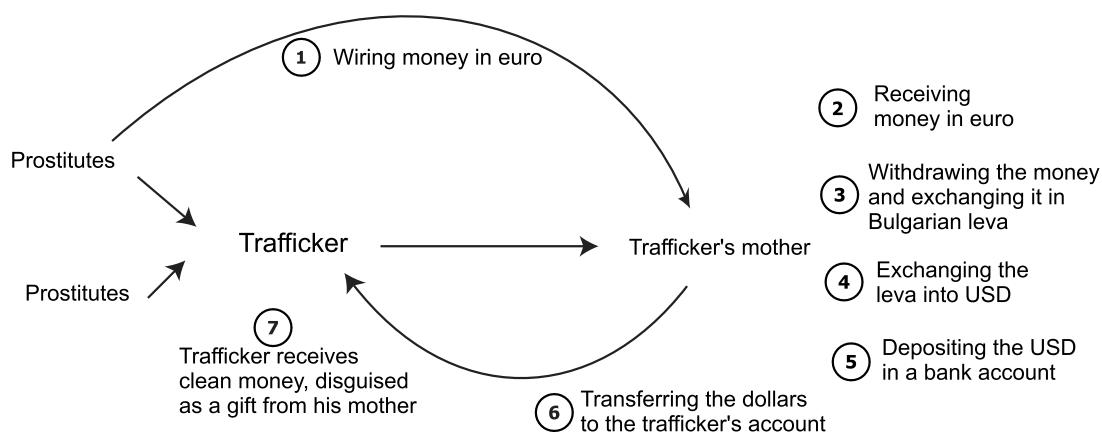 1 Wiring money in euro
2 Receiving
money in euro
Prostitutes
3 Withdrawing the money
and exchanging it in
Bulgarian leva
Trafficker
Trafficker's mother
Prostitutes
4 Exchanging the
leva into USD
7
Trafficker receives
clean money, disguised
as a gift from his mother
5 Depositing the USD
in a bank account
6 Transferring the dollars
to the trafficker's account